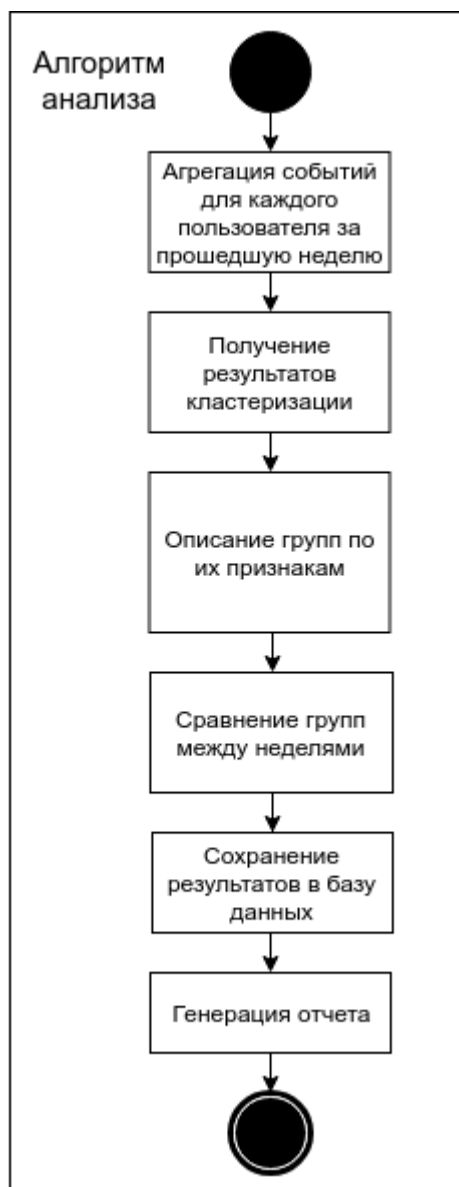 Алгоритм
анализа
Агрегация событий
для каждого
пользователя за
прошедшую неделю
Получение
результатов
кластеризации
Описание групп по
их признакам
Сравнение групп
между неделями
Сохранение
результатов в базу
данных
Генерация отчета